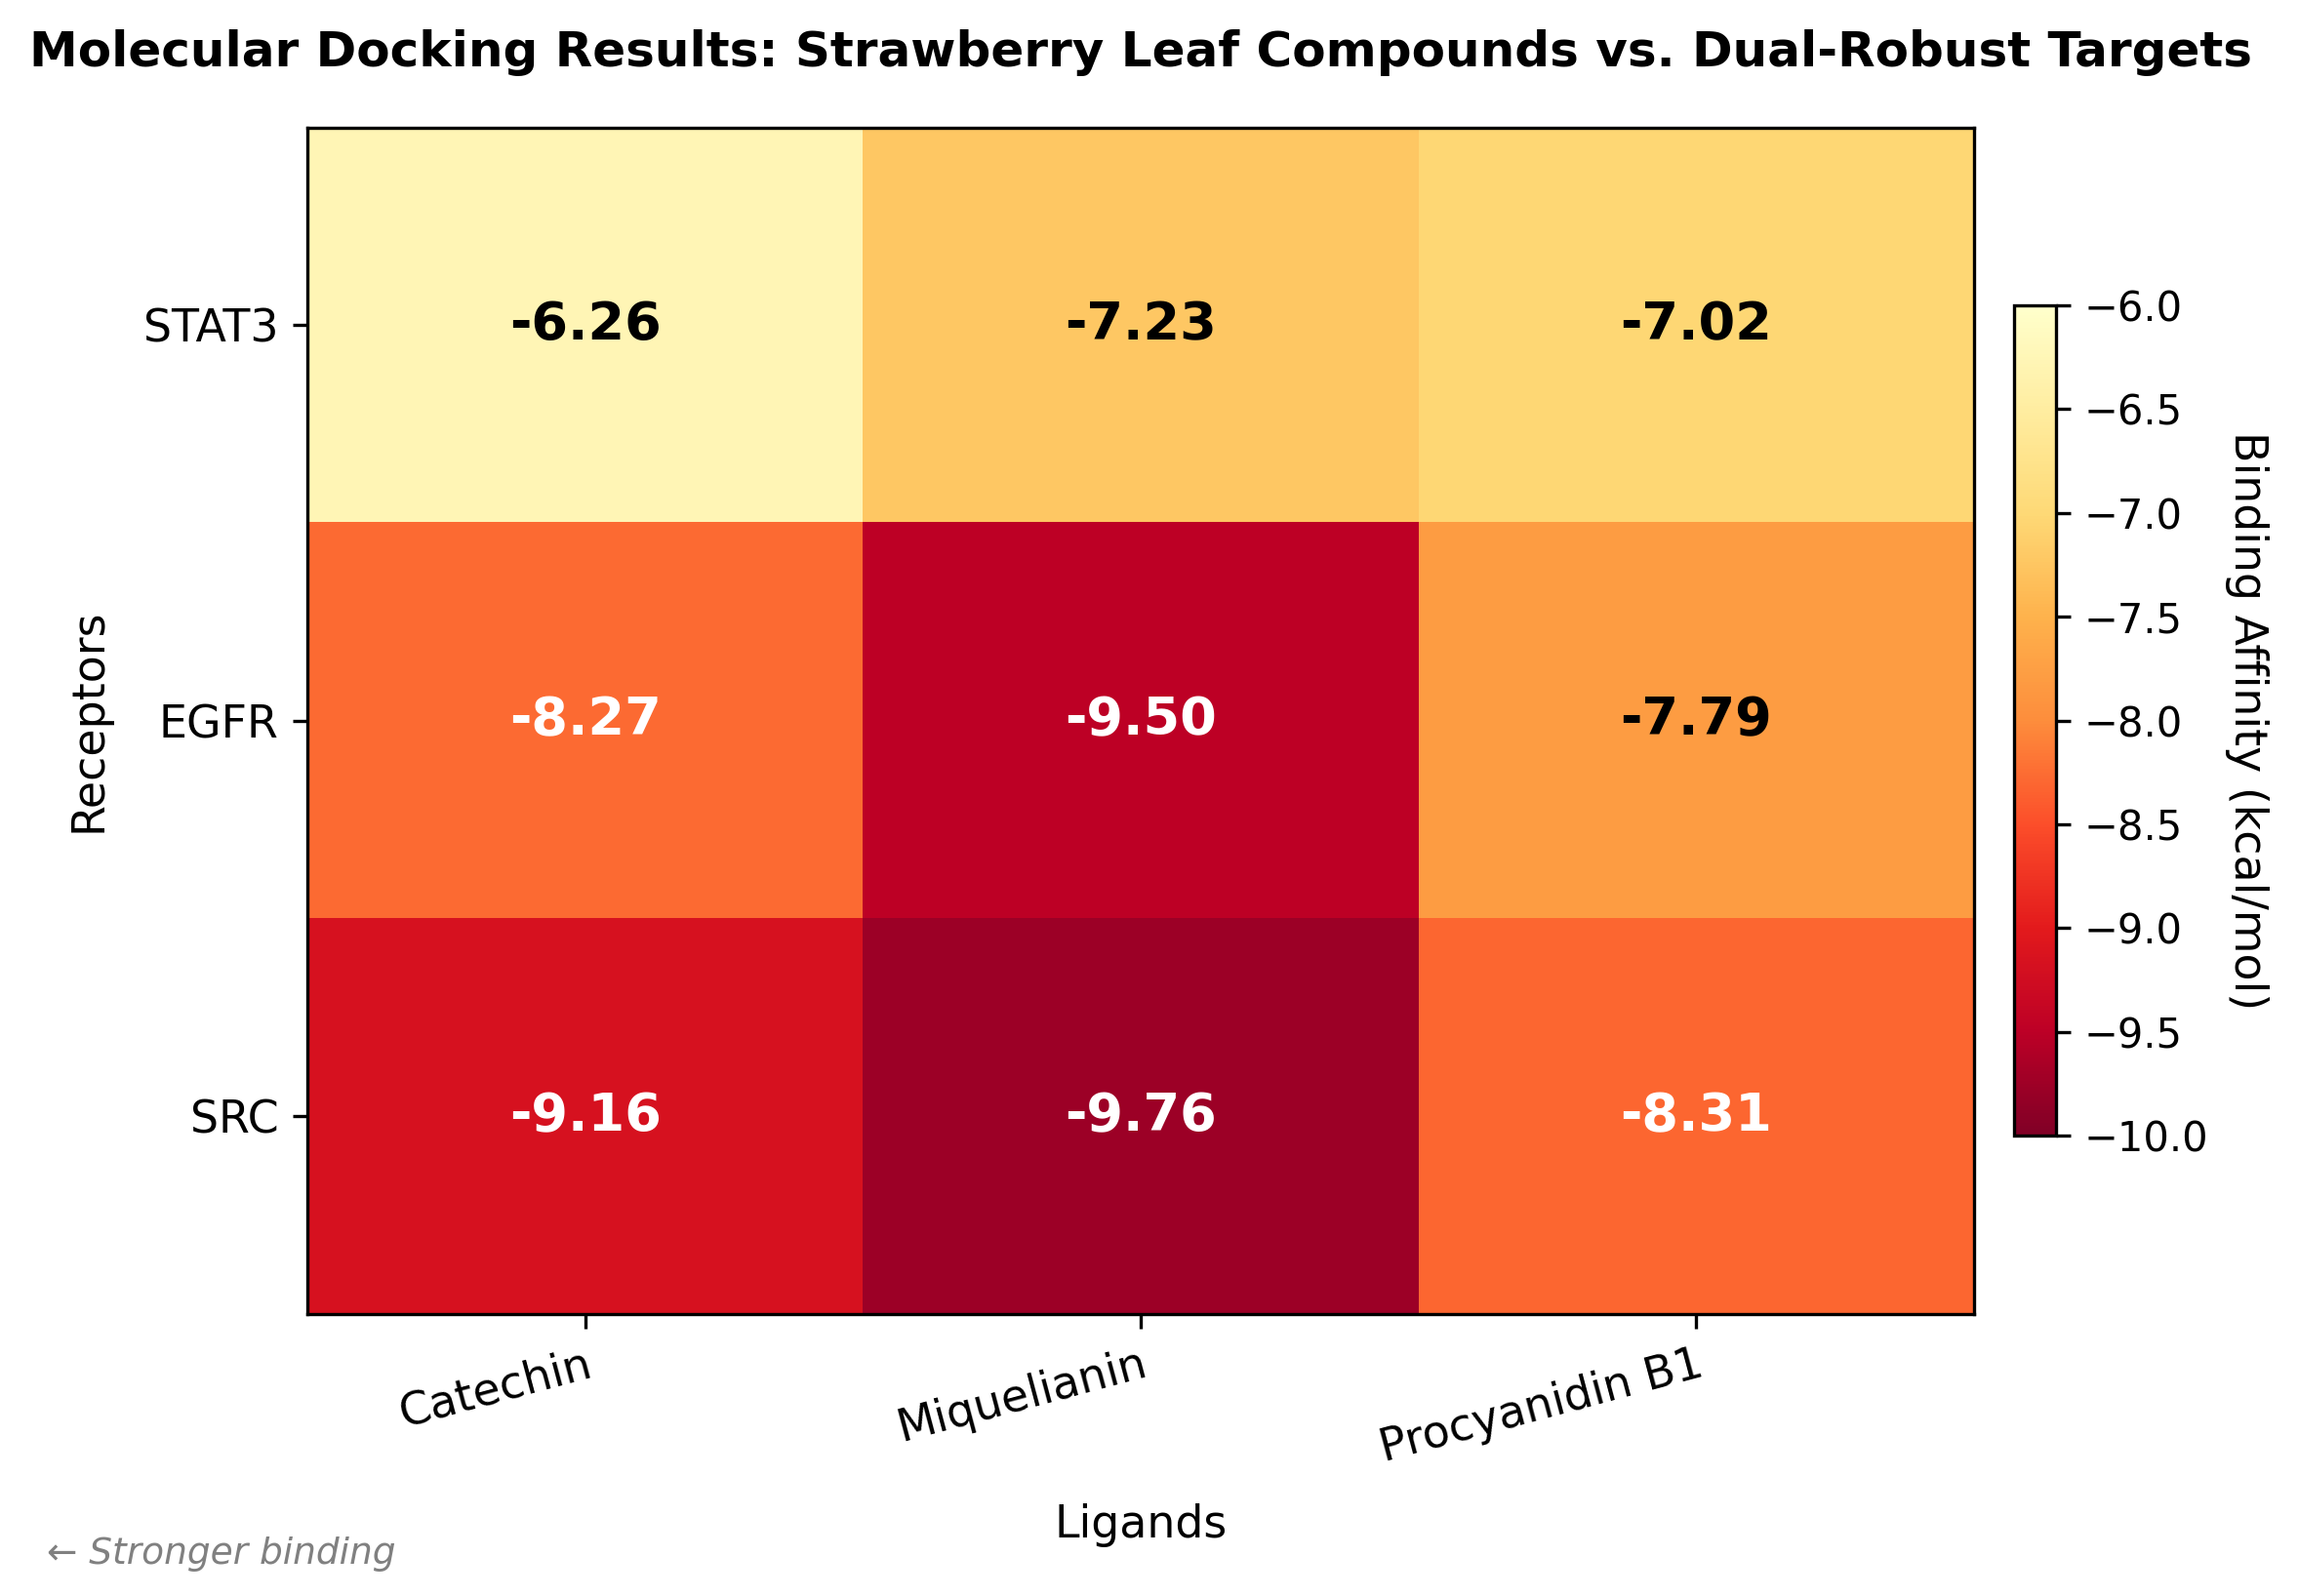 Molecular Docking Results: Strawberry Leaf Compounds vs. Dual-Robust Targets
Receptors
STAT3
-6.26
-7.23
-7.02
EGFR
-8.27
-9.50
-7.79
SRC
-9.16
-9.76
-8.31
Catechin
Miquelianin
Procyanidin B1
Ligands
−6.0
−6.5
−7.0
−7.5
−8.0
−8.5
−9.0
−9.5
−10.0
Binding Affinity (kcal/mol)
← Stronger binding